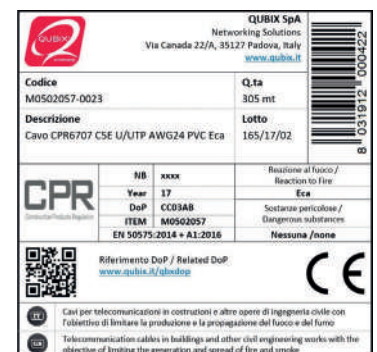 QUBIX
QUBIX SpA
Networking Solutions
Via Canada 22/A, 35127 Padova, Italy
www.qubix.it
8 031912 000422
Codice
M0502057-0023
Q.ta
305 mt
Descrizione
Cavo CPR6707 C5E U/UTP AWG24 PVC Eca
Lotto
165/17/02
CPR
Construction Products Regulation
NB xxxx
Year 17
DoP CC03AB
ITEM M0502057
EN 50575:2014 + A1:2016
Reazione al fuoco /
Reaction to Fire
Eca
Sostanze pericolose /
Dangerous substances
Nessuna /none
Riferimento DoP / Related DoP
www.qubix.it/qbxdop
CE
IT
Cavi per telecomunicazioni in costruzioni e altre opere di ingegneria civile con
l'obiettivo di limitare la produzione e la propagazione del fuoco e del fumo
Telecommunication cables in buildings and other civil engineering works with the
objective of limiting the generation and spread of fire and smoke